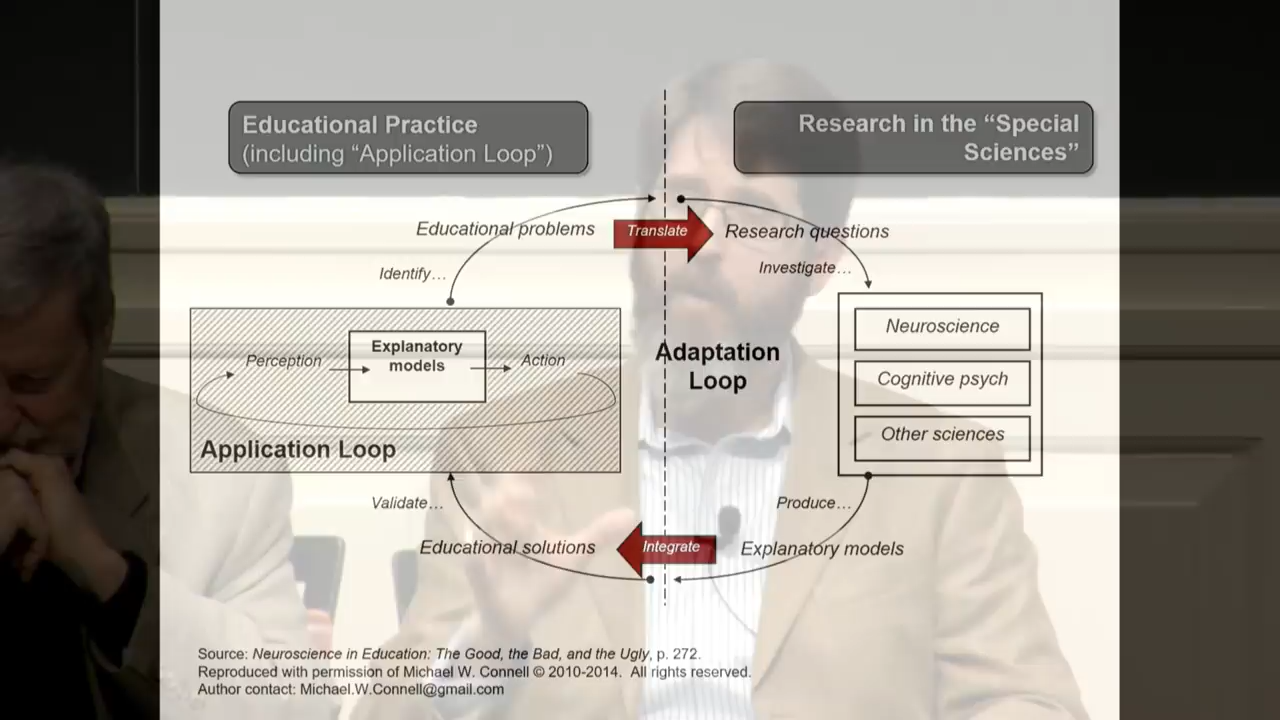 Educational Practice
(including “Application Loop”)
Research in the “Special
Sciences”
Educational problems
Translate
Research questions
Identify…
Investigate…
Perception
Explanatory
models
Action
Application Loop
Adaptation
Loop
Neuroscience
Cognitive psych
Other sciences
Validate…
Produce…
Educational solutions
Integrate
Explanatory models
Source: Neuroscience in Education: The Good, the Bad, and the Ugly, p. 272.
Reproduced with permission of Michael W. Connell © 2010-2014. All rights reserved.
Author contact: Michael.W.Connell@gmail.com